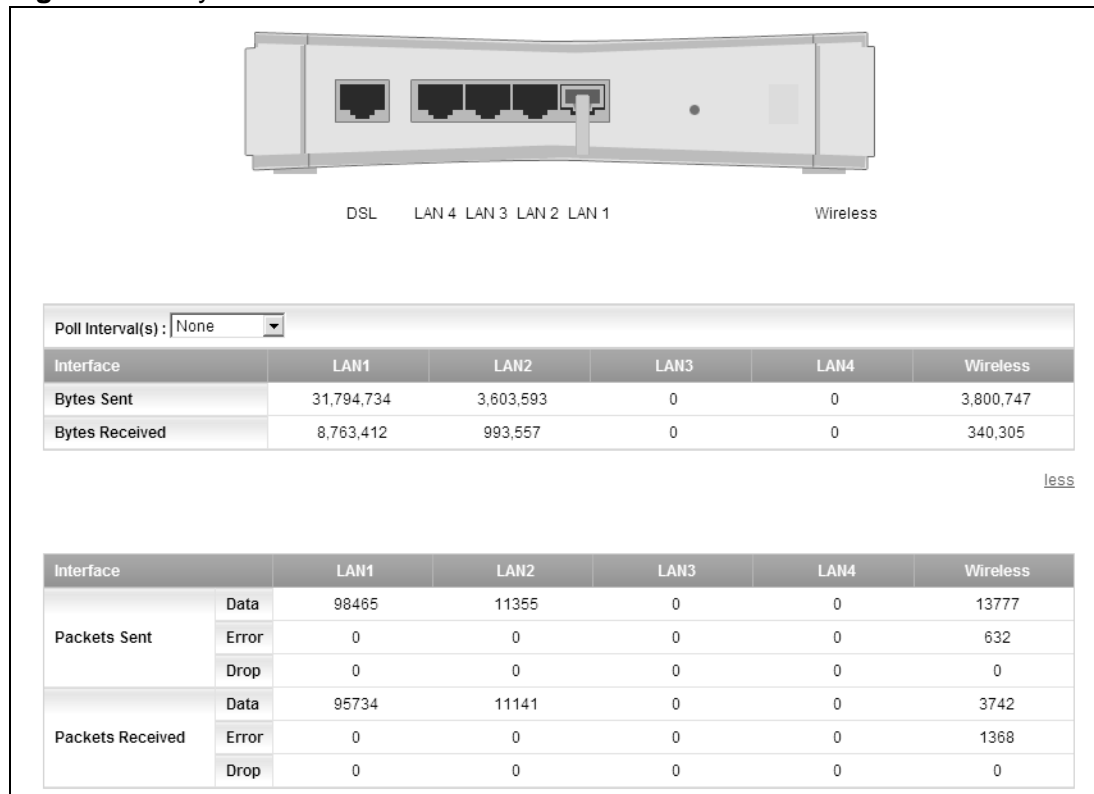 DSL LAN 4 LAN 3 LAN 2 LAN 1 Wireless
Poll Interval(s) : None
Interface LAN1 LAN2 LAN3 LAN4 Wireless
Bytes Sent 31,794,734 3,603,593 0 0 3,800,747
Bytes Received 8,763,412 993,557 0 0 340,305
less
Interface LAN1 LAN2 LAN3 LAN4 Wireless
Packets Sent Data 98465 11355 0 0 13777
Error 0 0 0 0 632
Drop 0 0 0 0 0
Packets Received Data 95734 11141 0 0 3742
Error 0 0 0 0 1368
Drop 0 0 0 0 0